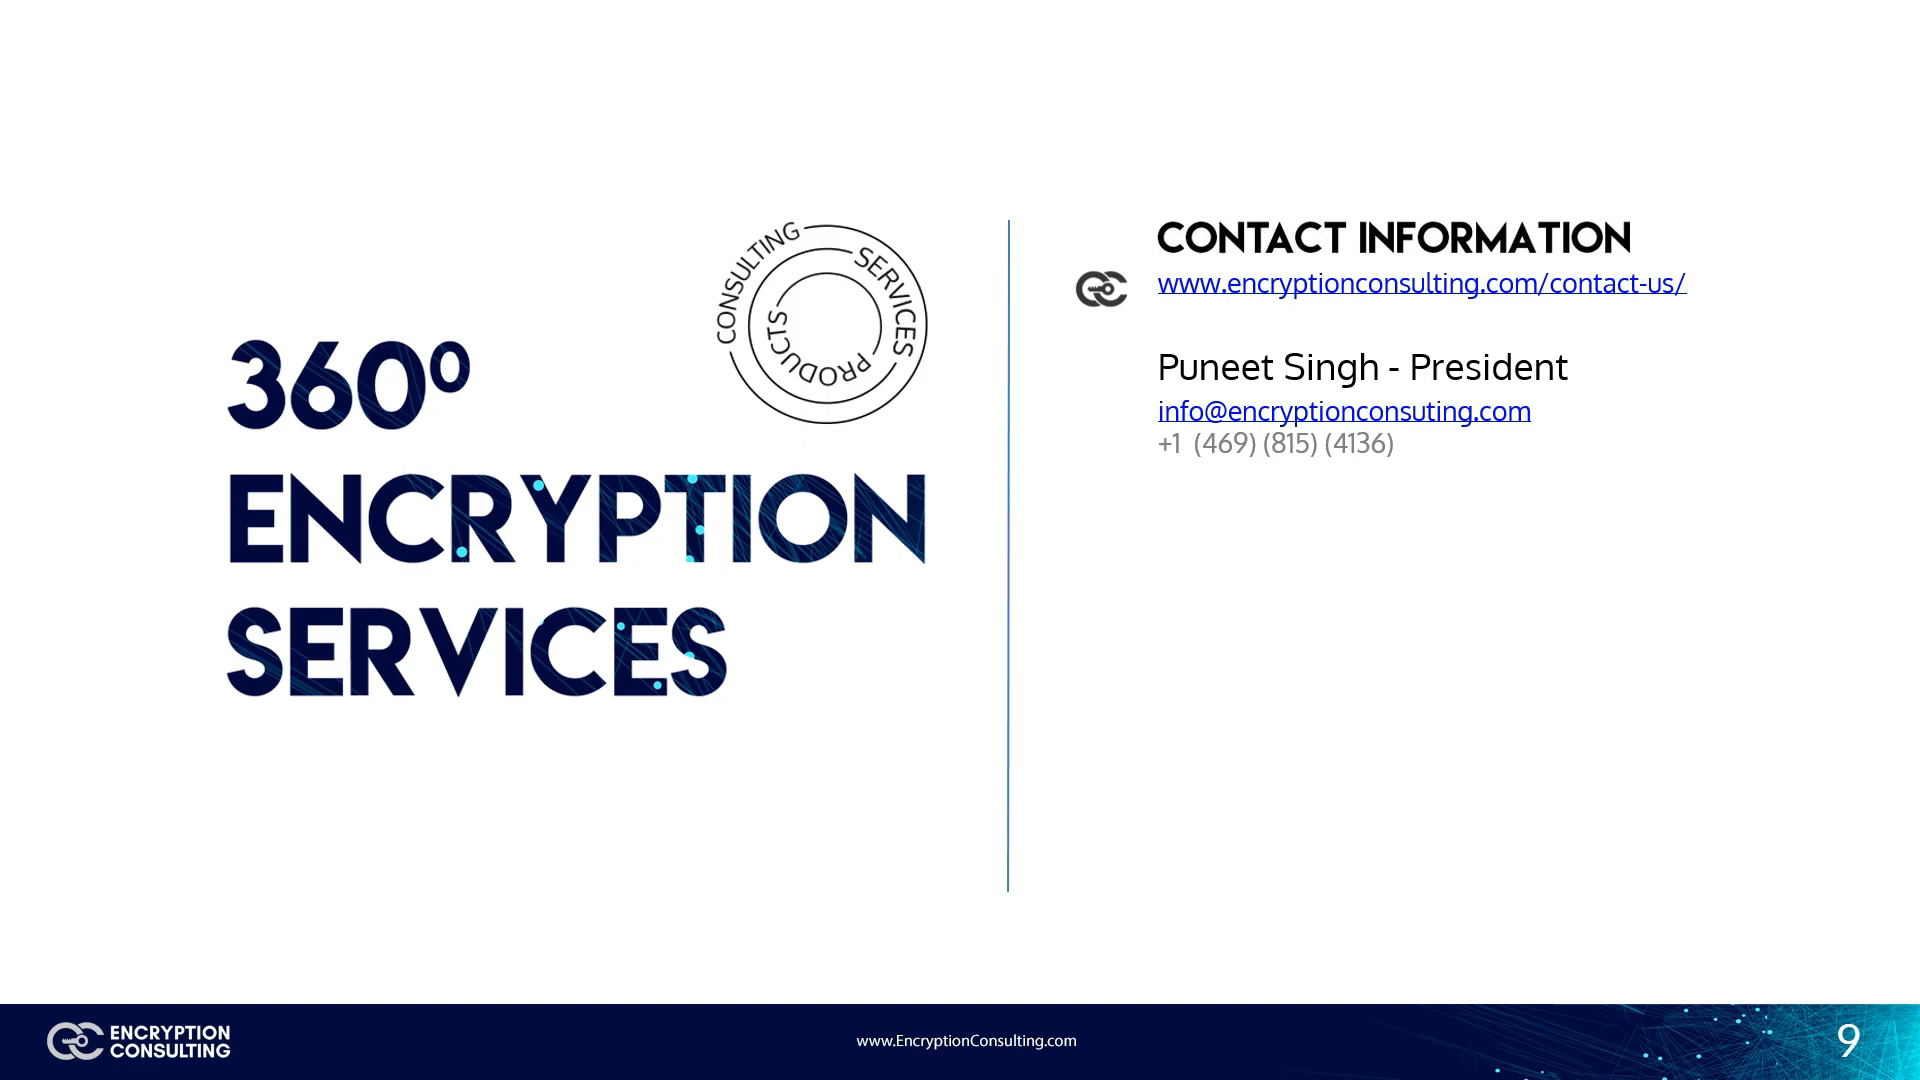 CONSULTING
SERVICES
PRODUCTS
360º
ENCRYPTION
SERVICES
CONTACT INFORMATION
www.encryptionconsulting.com/contact-us/
Puneet Singh - President
info@encryptionconsuting.com
+1 (469) (815) (4136)
ENCRYPTION
CONSULTING
www.EncryptionConsulting.com
9